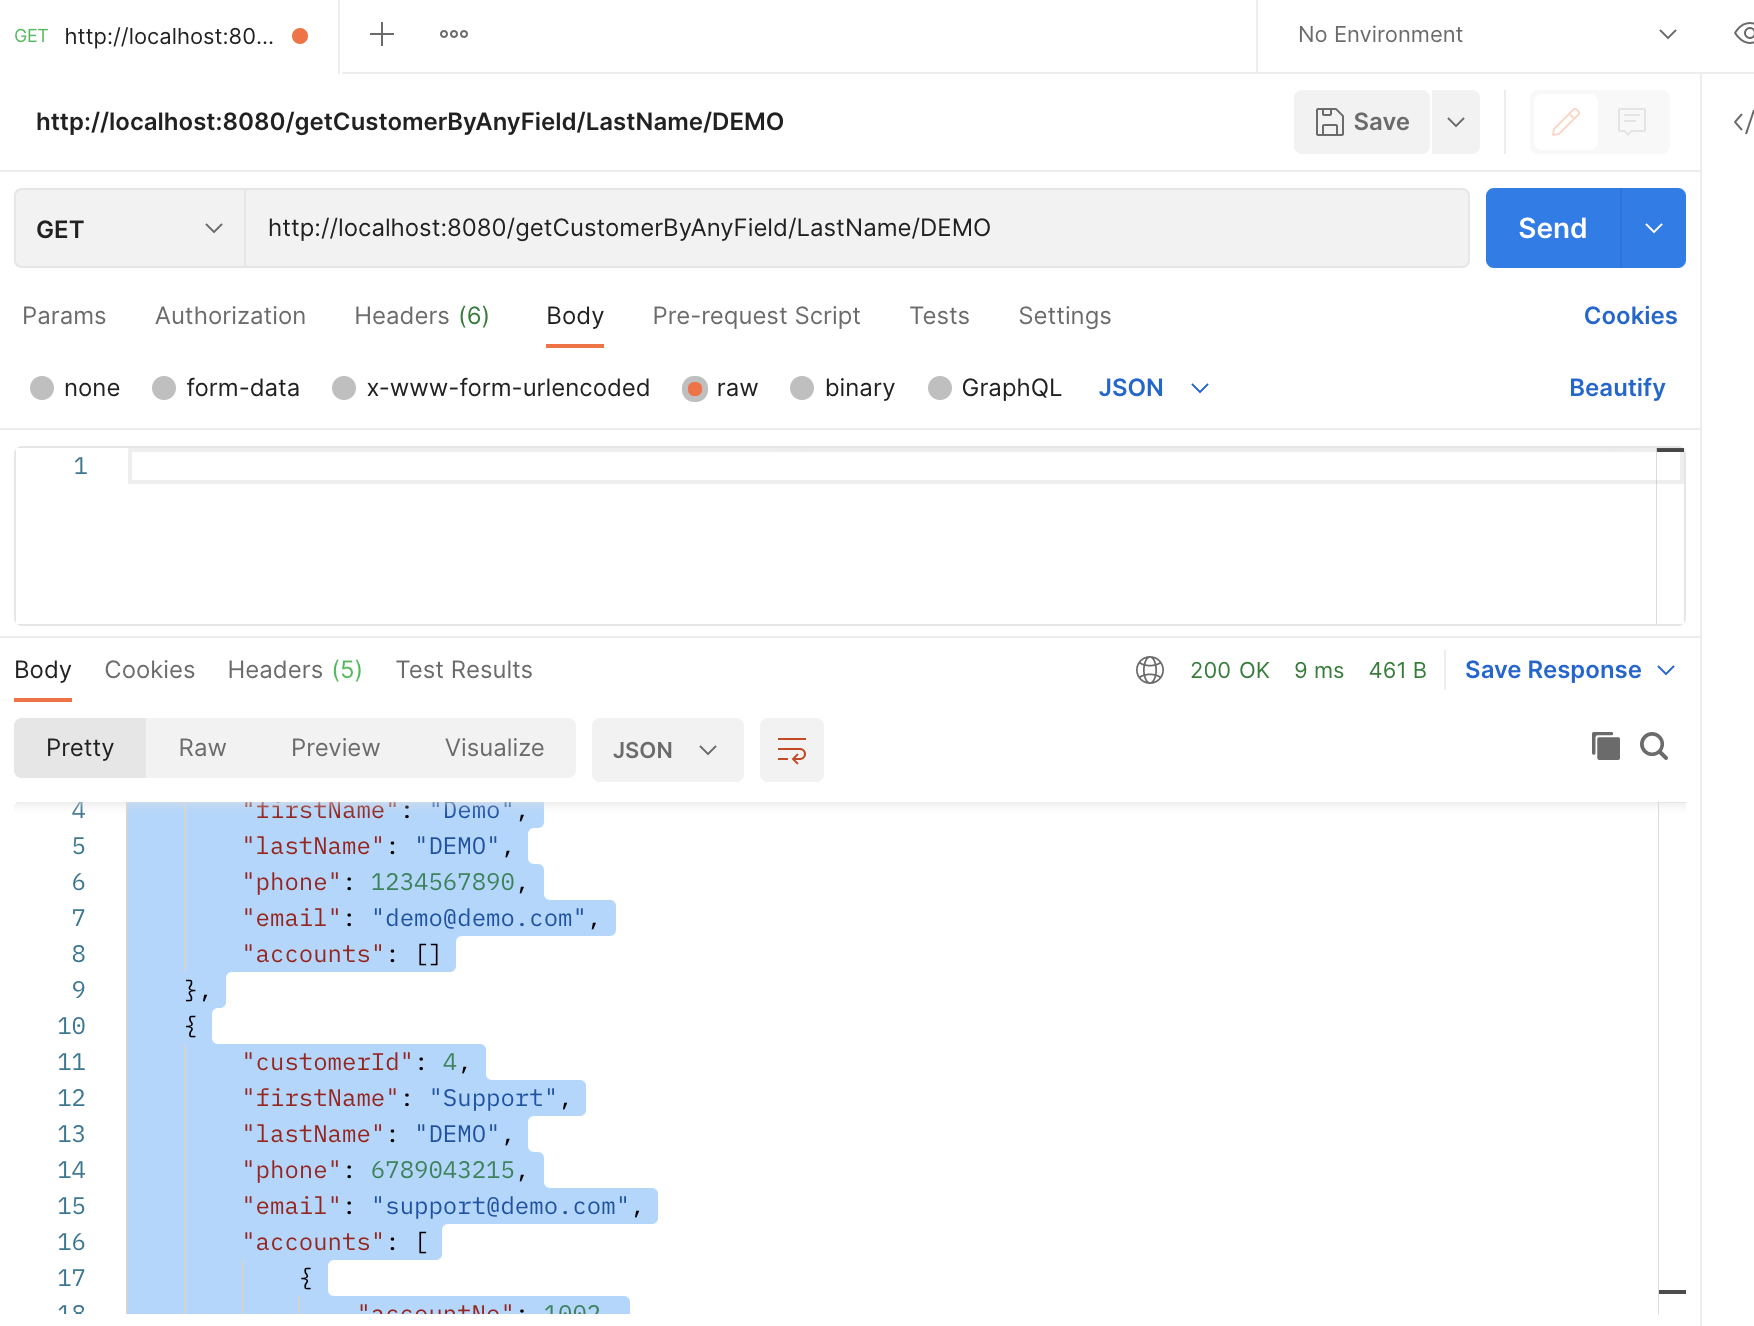 GET http://localhost:80... No Environment
http://localhost:8080/getCustomerByAnyField/LastName/DEMO Save
GET http://localhost:8080/getCustomerByAnyField/LastName/DEMO Send
Params Authorization Headers (6) Body Pre-request Script Tests Settings Cookies
none form-data x-www-form-urlencoded raw binary GraphQL JSON Beautify
1
Body Cookies Headers (5) Test Results 200 OK 9 ms 461 B Save Response
Pretty Raw Preview Visualize JSON
4 "firstName": "Demo",
5 "lastName": "DEMO",
6 "phone": 1234567890,
7 "email": "demo@demo.com",
8 "accounts": []
9 },
10 {
11 "customerId": 4,
12 "firstName": "Support",
13 "lastName": "DEMO",
14 "phone": 6789043215,
15 "email": "support@demo.com",
16 "accounts": [
17 {
18 "accountNo": 1002